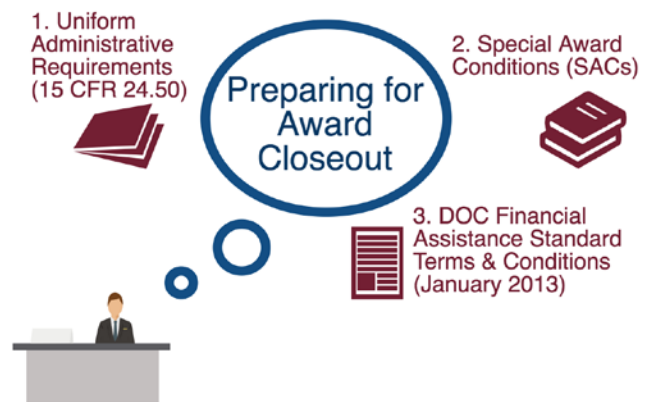 1. Uniform
Administrative
Requirements
(15 CFR 24.50)
Preparing for
Award
Closeout
2. Special Award
Conditions (SACs)
3. DOC Financial
Assistance Standard
Terms & Conditions
(January 2013)